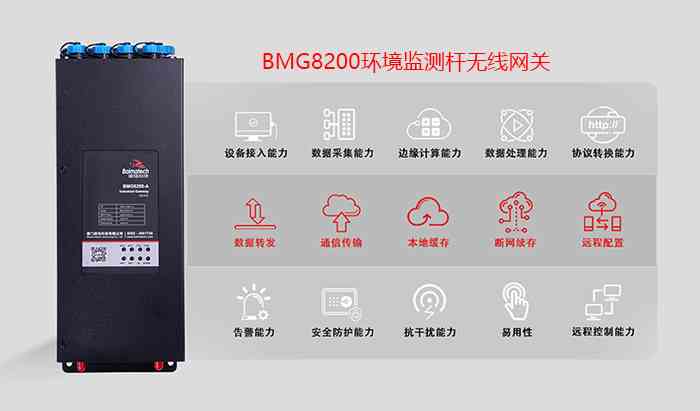 BMG8200环境监测杆无线网关
http://
设备接入能力 数据采集能力 边缘计算能力 数据处理能力 协议转换能力
数据转发 通信传输 本地缓存 断网续存 远程配置
告警能力 安全防护能力 抗干扰能力 易用性 远程控制能力
Baimatech
BMG8200-A
Industrial Gateway